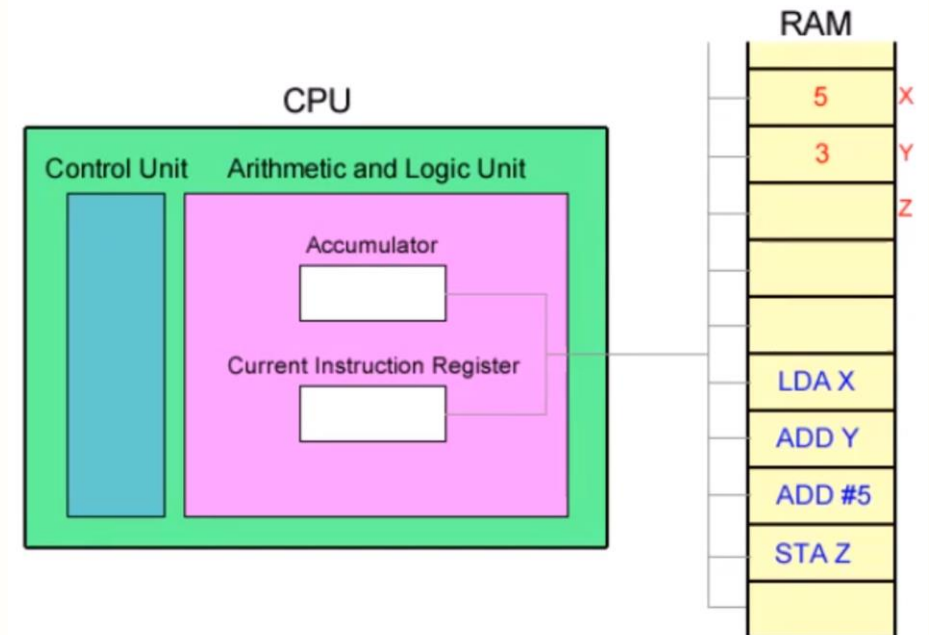 RAM
CPU
5 X
3 Y
Z
Control Unit Arithmetic and Logic Unit
Accumulator
Current Instruction Register
LDA X
ADD Y
ADD #5
STA Z